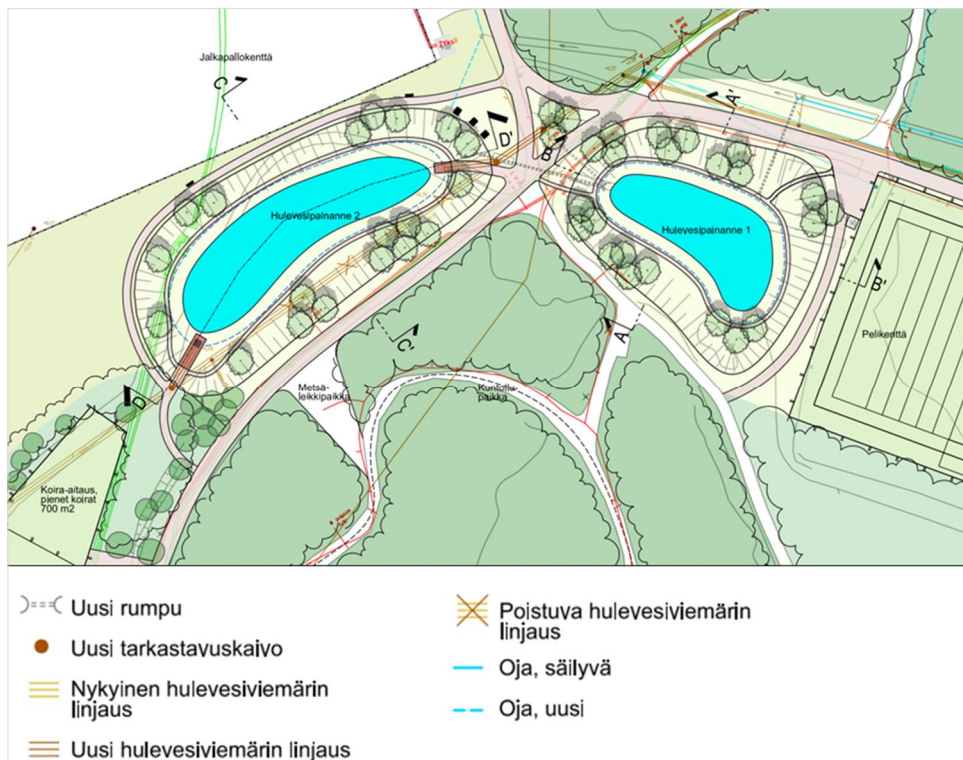 Jalkapallokenttä
C
D'
B
A'
Hulevesipainanne 2
Hulevesipainanne 1
B'
Pelikenttä
C'
A
Metsä-
leikkipaikka
Kuntoilu-
paikka
D
Koira-aitaus,
pienet koirat
700 m2
Uusi rumpu
Uusi tarkastavuskaivo
Nykyinen hulevesiviemärin
linjaus
Uusi hulevesiviemärin linjaus
Poistuva hulevesiviemärin
linjaus
Oja, säilyvä
Oja, uusi